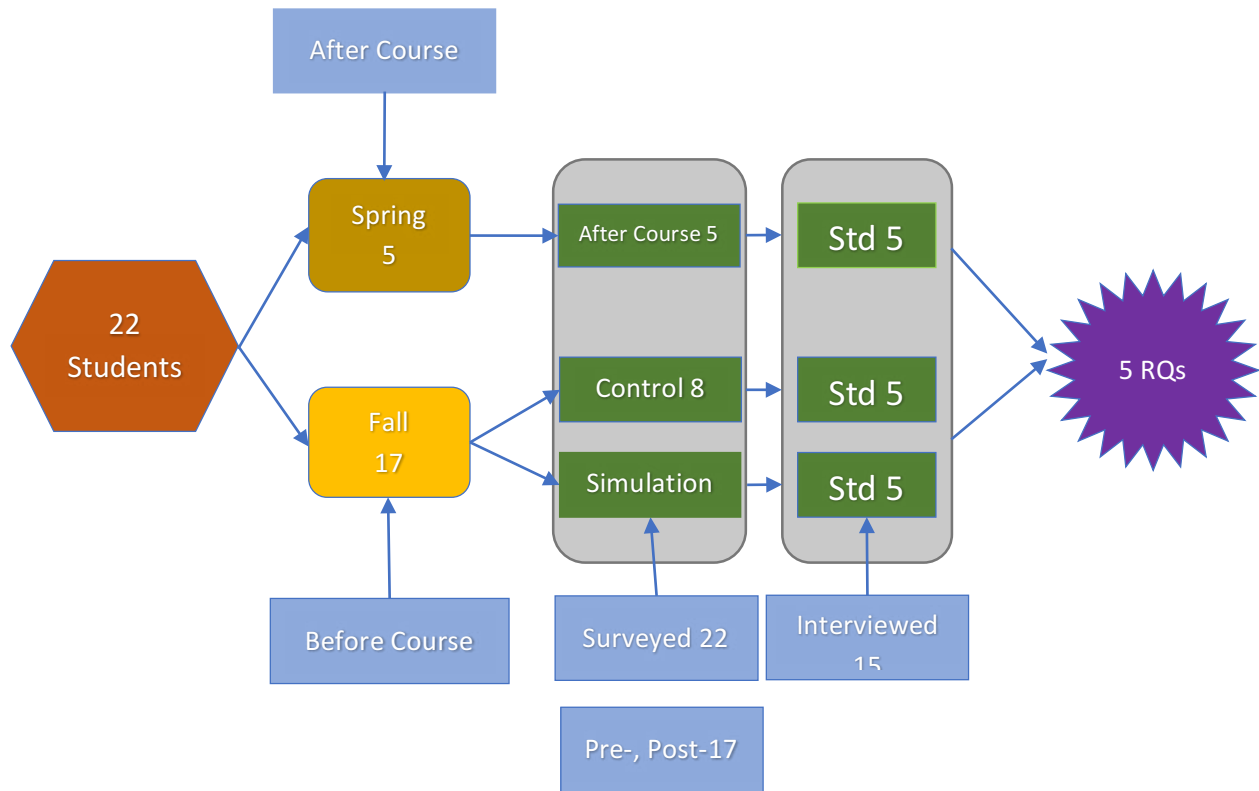 After Course
Spring
5
After Course 5
Std 5
22
Students
5 RQs
Control 8
Std 5
Fall
17
Simulation
Std 5
Before Course
Surveyed 22
Interviewed
15
Pre-, Post-17